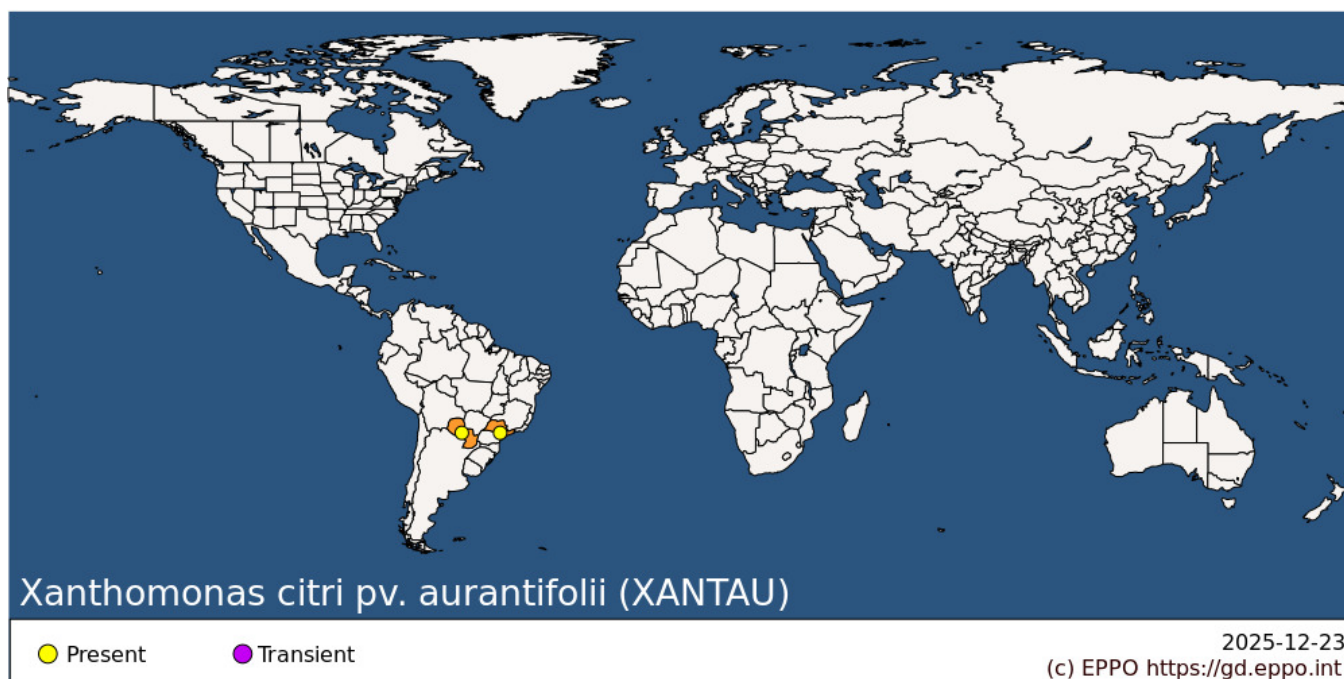 Xanthomonas citri pv. aurantifolii (XANTAU)
Present
Transient
2025-12-23
(c) EPPO https://gd.eppo.int